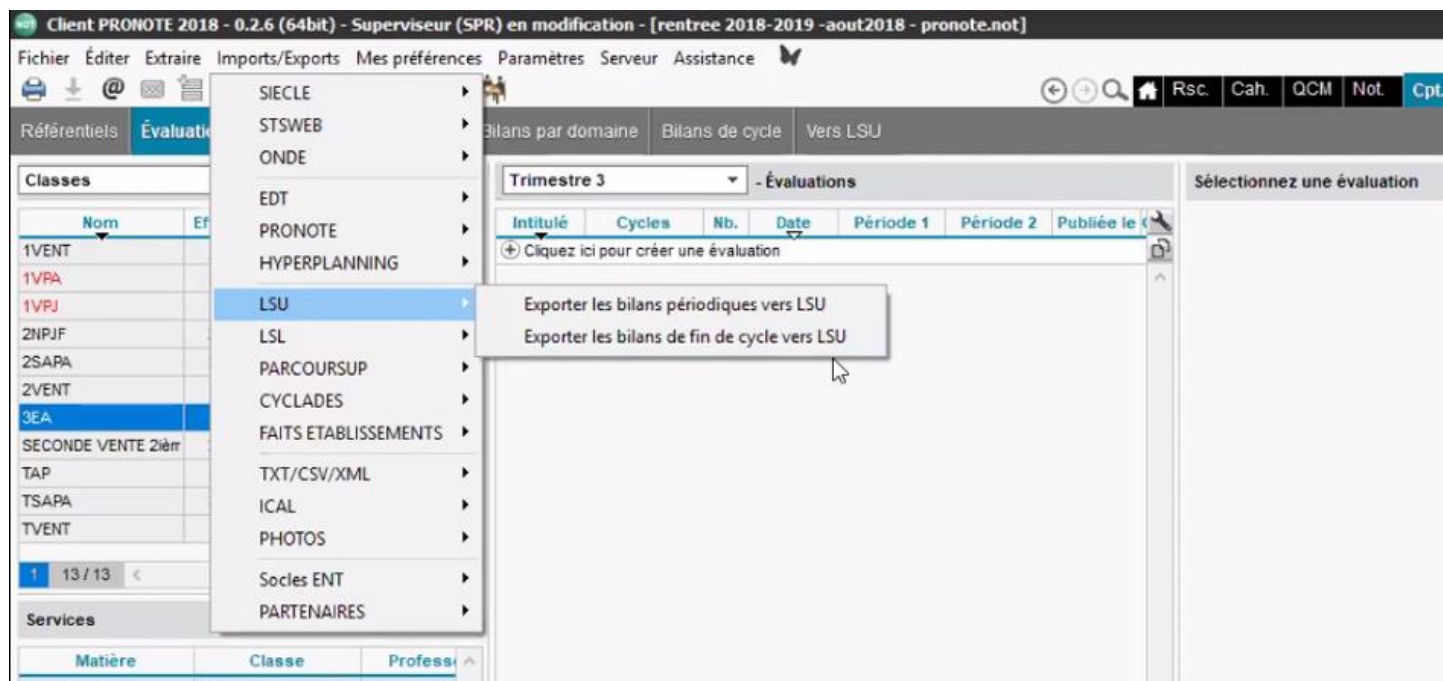 Client PRONOTE 2018 - 0.2.6 (64bit) - Superviseur (SPR) en modification - [rentree 2018-2019 -aout2018 - pronote.not]
Fichier Éditer Extraire Imports/Exports Mes préférences Paramètres Serveur Assistance
Rsc. Cah. QCM Not. Cpt.
Référentiels Bilans par domaine Bilans de cycle Vers LSU
SIECLE
STSWEB
ONDE
EDT
PRONOTE
HYPERPLANNING
LSU
LSL
PARCOURSUP
CYCLADES
FAITS ETABLISSEMENTS
TXT/CSV/XML
ICAL
PHOTOS
Socles ENT
PARTENAIRES
Exporter les bilans périodiques vers LSU
Exporter les bilans de fin de cycle vers LSU
Classes
Nom
1VENT
1VPA
1VPJ
2NPJF
2SAPA
2VENT
3EA
SECONDE VENTE
TAP
TSAPA
TVENT
1 13/13
Services
Matière Classe
Trimestre 3 - Évaluations
Intitulé Cycles Nb. Date Période 1 Période 2 Publiée le
Cliquez ici pour créer une évaluation
Sélectionnez une évaluation